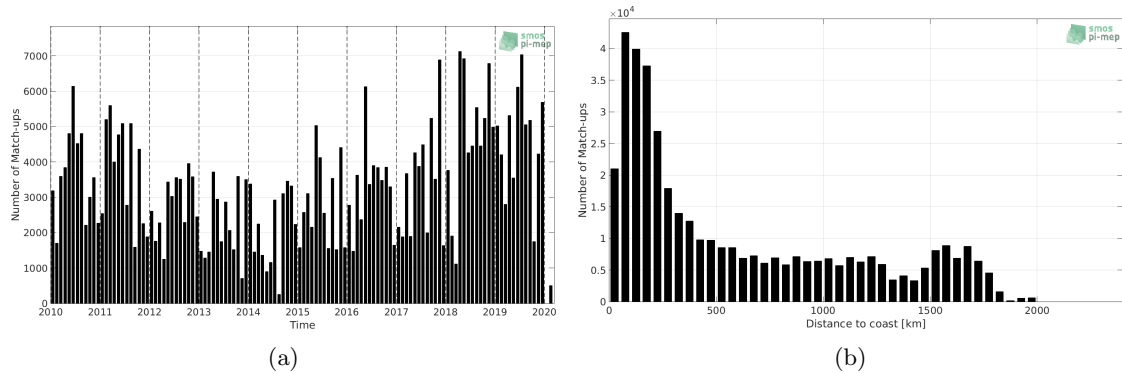 smos
pi-mep
Number of Match-ups
7000
6000
5000
4000
3000
2000
1000
0
2010 2011 2012 2013 2014 2015 2016 2017 2018 2019 2020
Time
(a)
×10⁴
smos
pi-mep
Number of Match-ups
4
3.5
3
2.5
2
1.5
1
0.5
0
0 500 1000 1500 2000
Distance to coast [km]
(b)